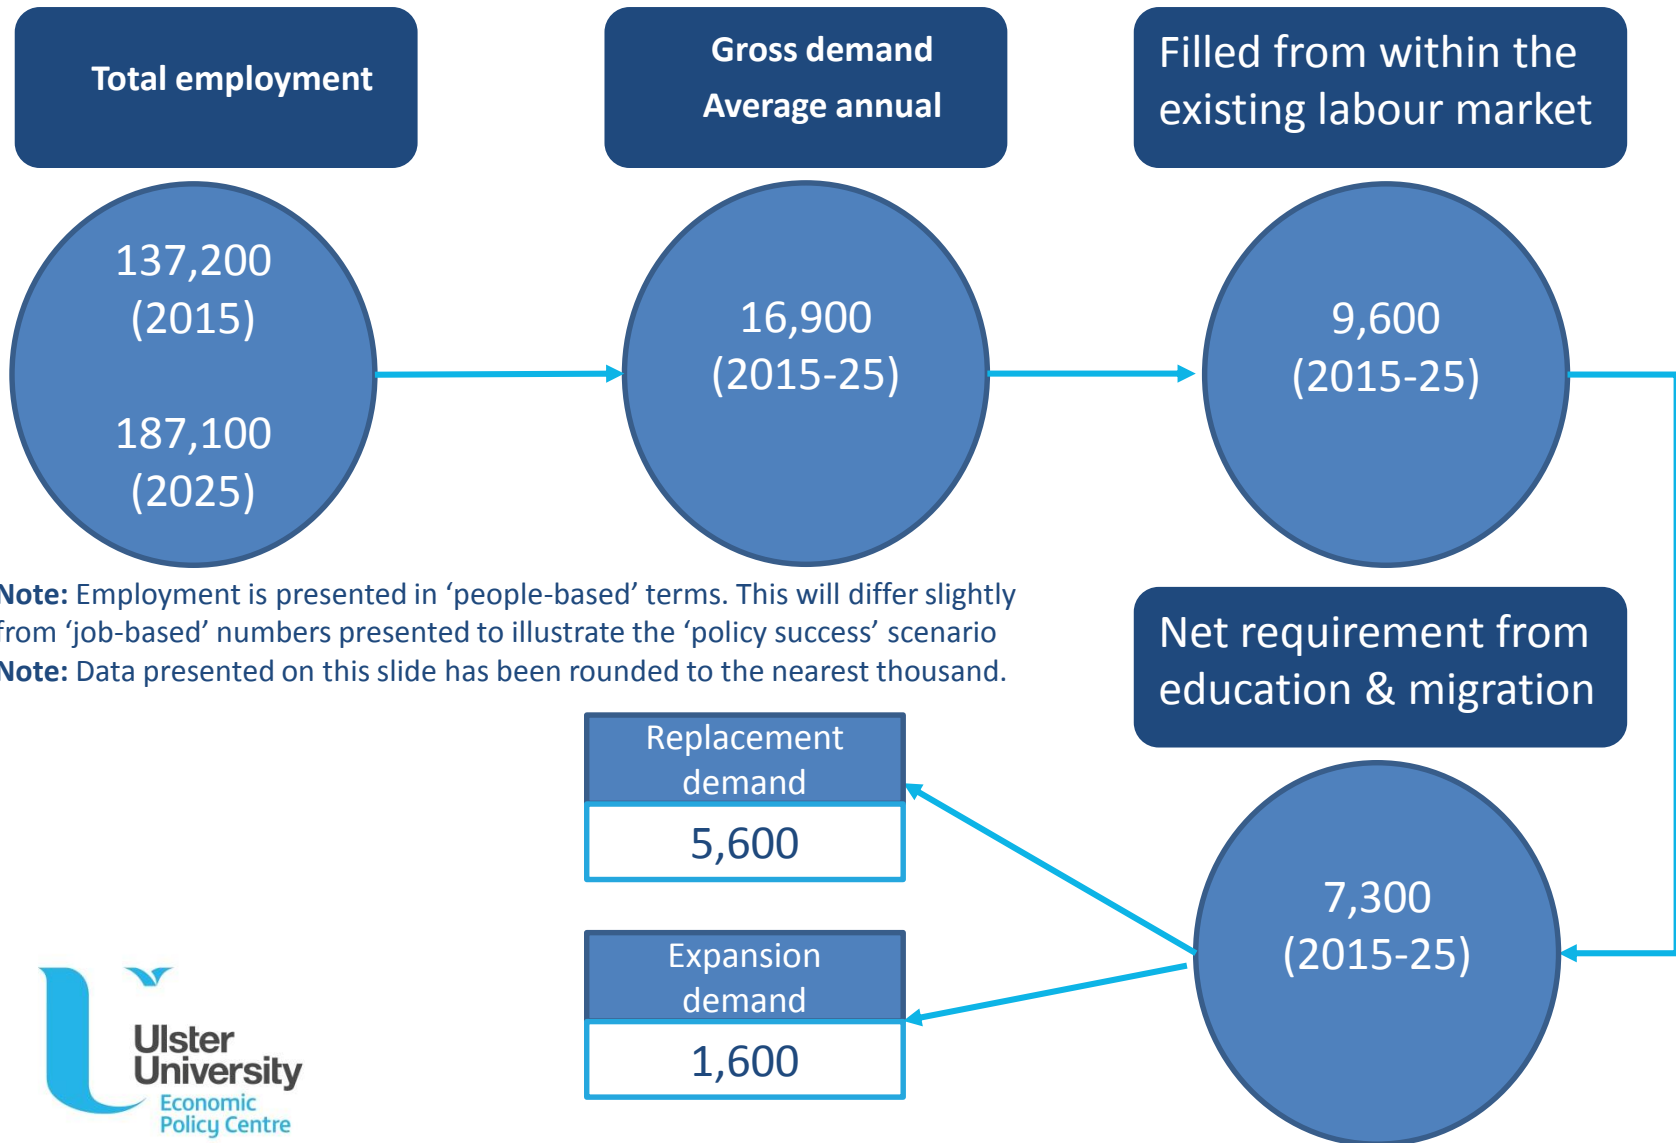 Total employment
Gross demand
Average annual
Filled from within the
existing labour market
137,200
(2015)
187,100
(2025)
16,900
(2015-25)
9,600
(2015-25)
Note: Employment is presented in ‘people-based’ terms. This will differ slightly
from ‘job-based’ numbers presented to illustrate the ‘policy success’ scenario
Note: Data presented on this slide has been rounded to the nearest thousand.
Net requirement from
education & migration
Replacement
demand
5,600
7,300
(2015-25)
Expansion
demand
1,600
Ulster
University
Economic
Policy Centre